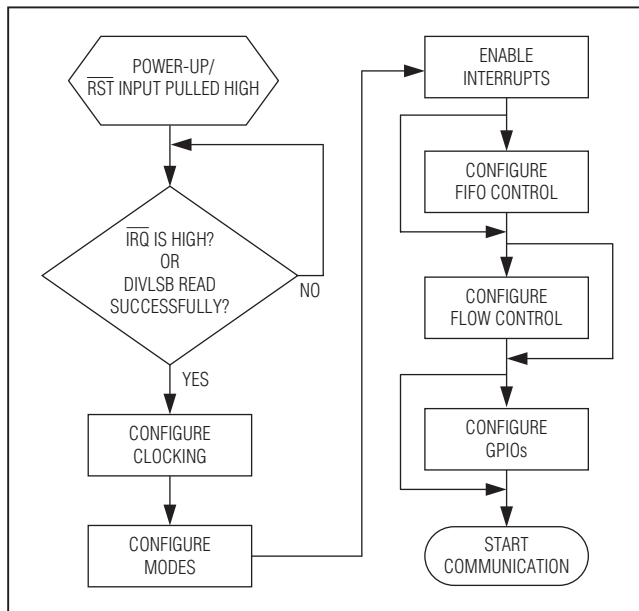 POWER-UP/
RST INPUT PULLED HIGH
IRQ IS HIGH?
OR
DIVLSB READ
SUCCESSFULLY?
NO
YES
CONFIGURE
CLOCKING
CONFIGURE
MODES
ENABLE
INTERRUPTS
CONFIGURE
FIFO CONTROL
CONFIGURE
FLOW CONTROL
CONFIGURE
GPIOs
START
COMMUNICATION